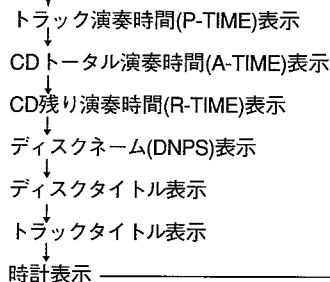 トラック演奏時間(P-TIME)表示
CDトータル演奏時間(A-TIME)表示
CD残り演奏時間(R-TIME)表示
ディスクネーム(DNPS)表示
ディスクタイトル表示
トラックタイトル表示
時計表示